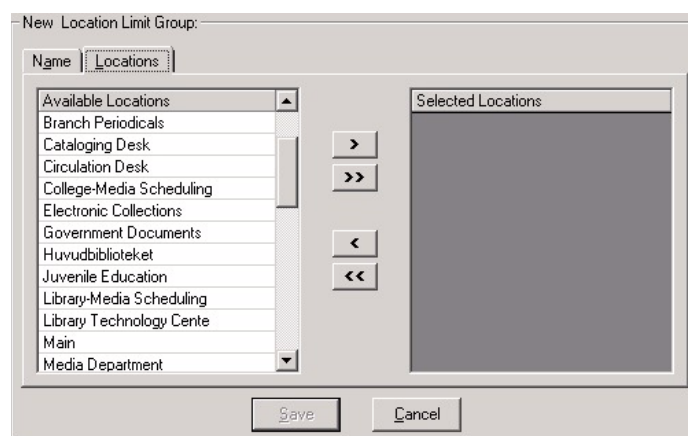 New Location Limit Group:
Name Locations
Available Locations
Branch Periodicals
Cataloging Desk
Circulation Desk
College-Media Scheduling
Electronic Collections
Government Documents
Huvudbiblioteket
Juvenile Education
Library-Media Scheduling
Library Technology Cente
Main
Media Department
>
>>
<
<<
Selected Locations
Save Cancel